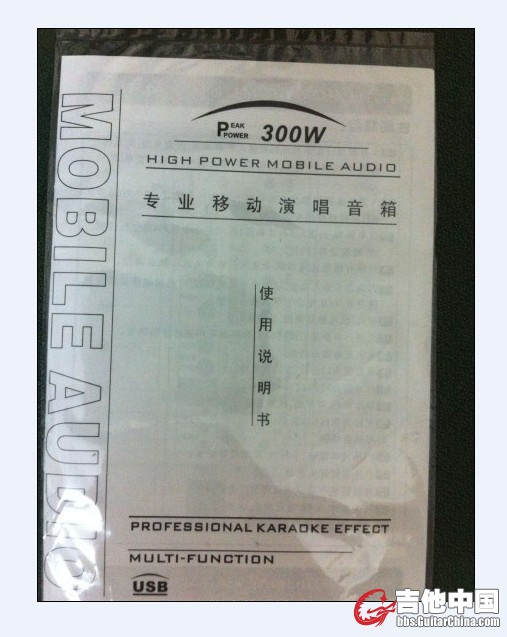 MOBILE AUDIO
PEAK POWER 300W
HIGH POWER MOBILE AUDIO
专业移动演唱音箱
使用说明书
PROFESSIONAL KARAOKE EFFECT
MULTI-FUNCTION
USB
吉他中国
bbs.GuitarChina.com